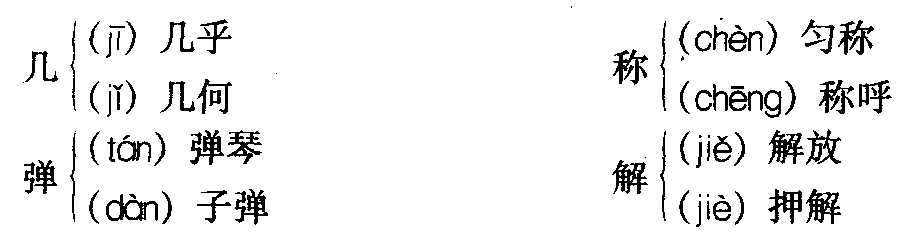 几
(jī) 几乎
(jǐ) 几何
称
(chèn) 匀称
(chēng) 称呼
弹
(tán) 弹琴
(dàn) 子弹
解
(jiě) 解放
(jiè) 押解